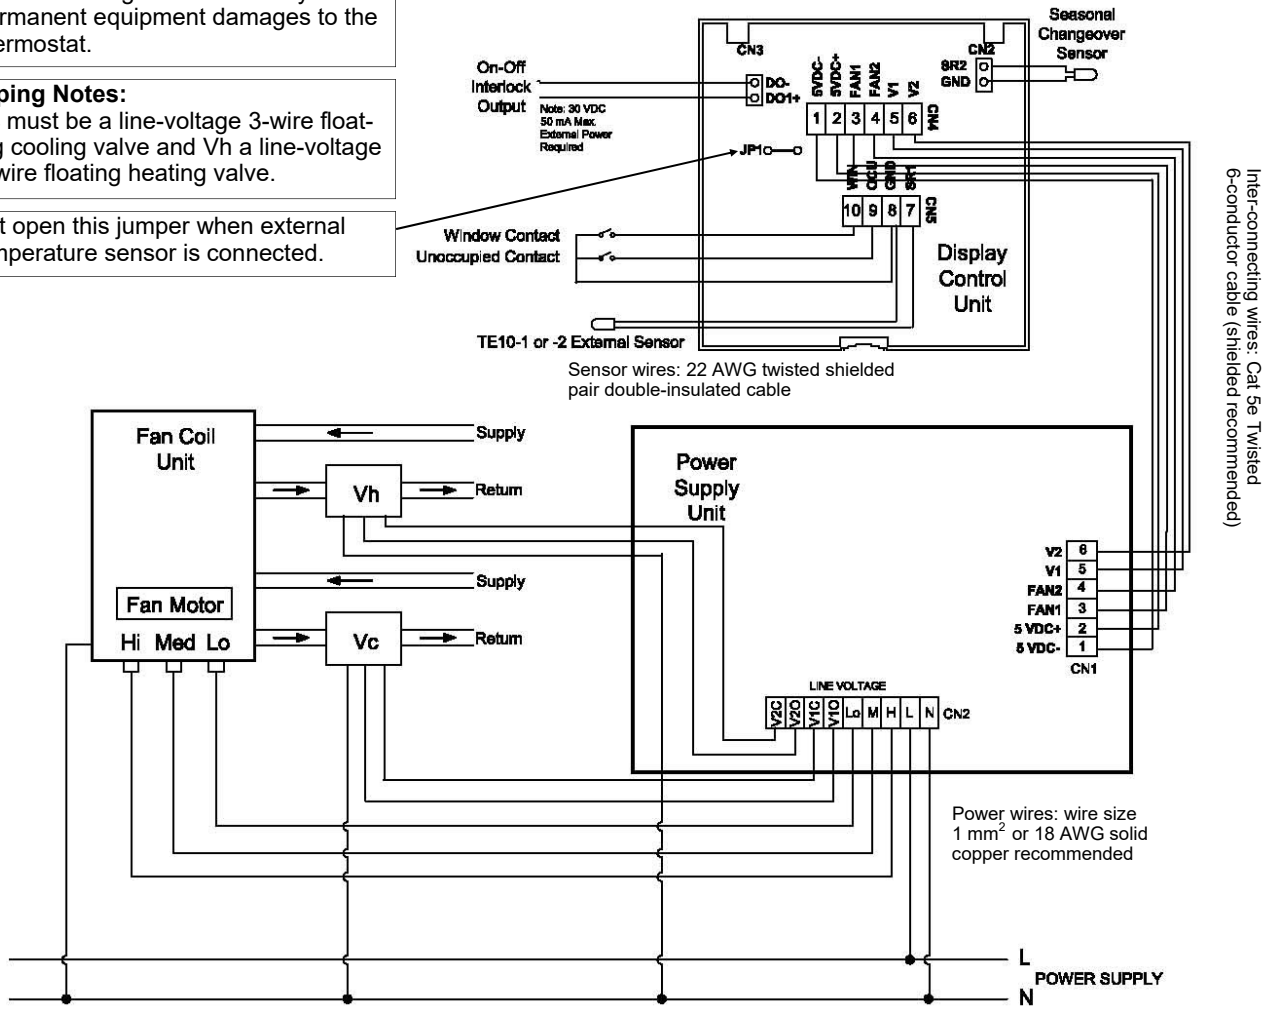 rmanent equipment damages to the
ermostat.
ping Notes:
must be a line-voltage 3-wire float-
g cooling valve and Vh a line-voltage
wire floating heating valve.
t open this jumper when external
mperature sensor is connected.
On-Off
Interlock
Output
Note: 30 VDC
50 mA Max.
External Power
Required
CN3
DO-
DO1+
JP1
5VDC-
5VDC+
FAN1
FAN2
V1
V2
1 2 3 4 5 6
CN4
CN2
SR2
GND
Seasonal
Changeover
Sensor
WIN
OCU
GND
SR1
10 9 8 7
CN5
Window Contact
Unoccupied Contact
Display
Control
Unit
TE10-1 or -2 External Sensor
Sensor wires: 22 AWG twisted shielded
pair double-insulated cable
Inter-connecting wires: Cat 5e Twisted
6-conductor cable (shielded recommended)
Fan Coil
Unit
Supply
Vh
Return
Supply
Fan Motor
Hi Med Lo
Vc
Return
Power
Supply
Unit
V2 6
V1 5
FAN2 4
FAN1 3
5 VDC+ 2
5 VDC- 1
CN1
LINE VOLTAGE
V2C V2O V1C V1O Lo M H L N CN2
Power wires: wire size
1 mm² or 18 AWG solid
copper recommended
L
POWER SUPPLY
N